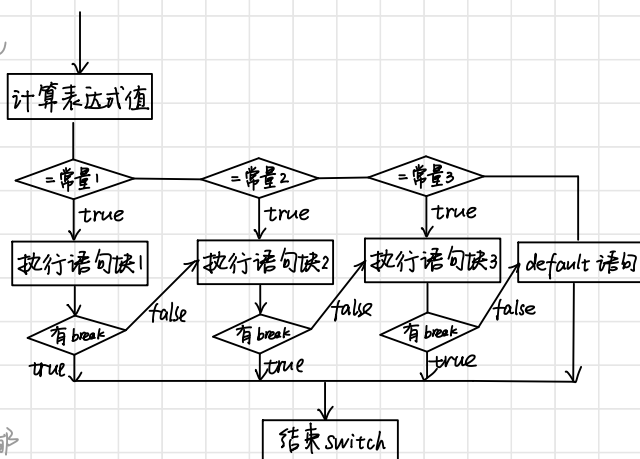 计算表达式值
=常量1
=常量2
=常量3
true
true
true
执行语句块1
执行语句块2
执行语句块3
default 语句
false
false
false
有break
有break
有break
true
true
true
结束switch